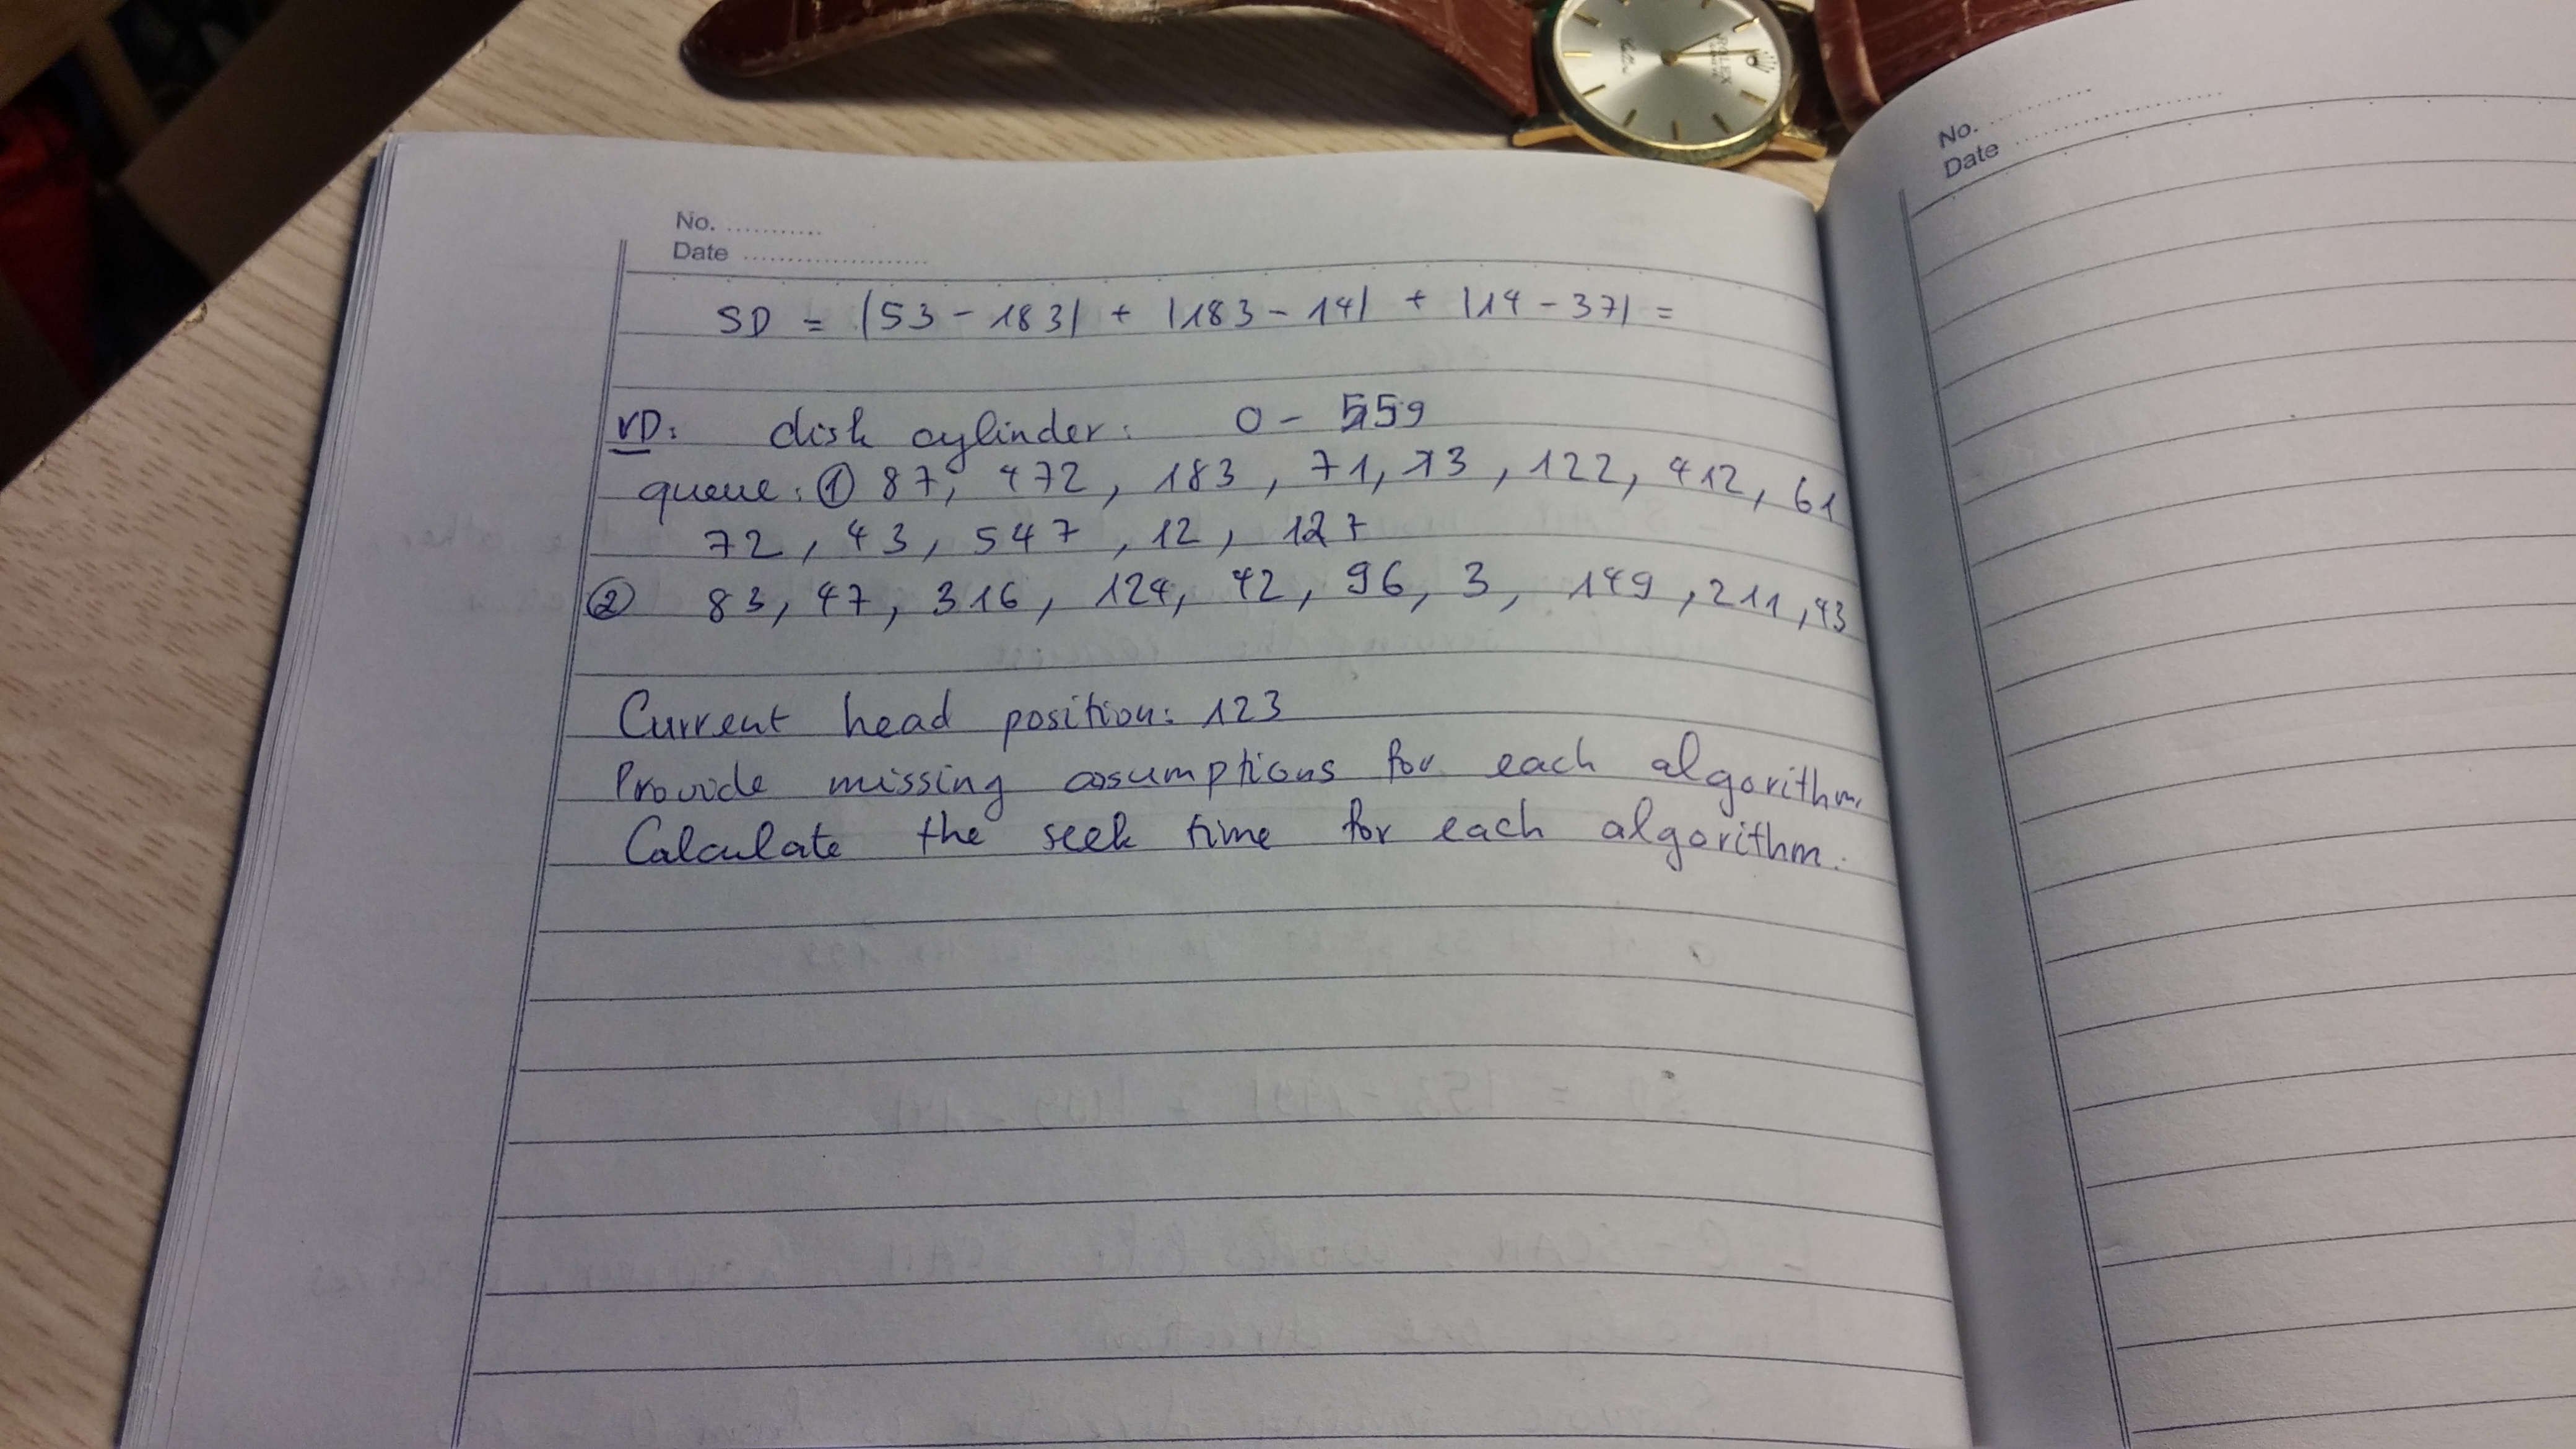 ROLEX
Cellini
No. ............
Date ......................
SD = |53 - 183| + |183 - 14| + |14 - 37| =
VD: disk cylinder: 0 - 559
queue: ① 87, 472, 183, 71, 13, 122, 412, 61
72, 43, 547, 12, 127
② 83, 47, 316, 124, 42, 96, 3, 149, 211, 43
Current head position: 123
Provide missing assumptions for each algorithm.
Calculate the seek time for each algorithm.
No. ............
Date ......................